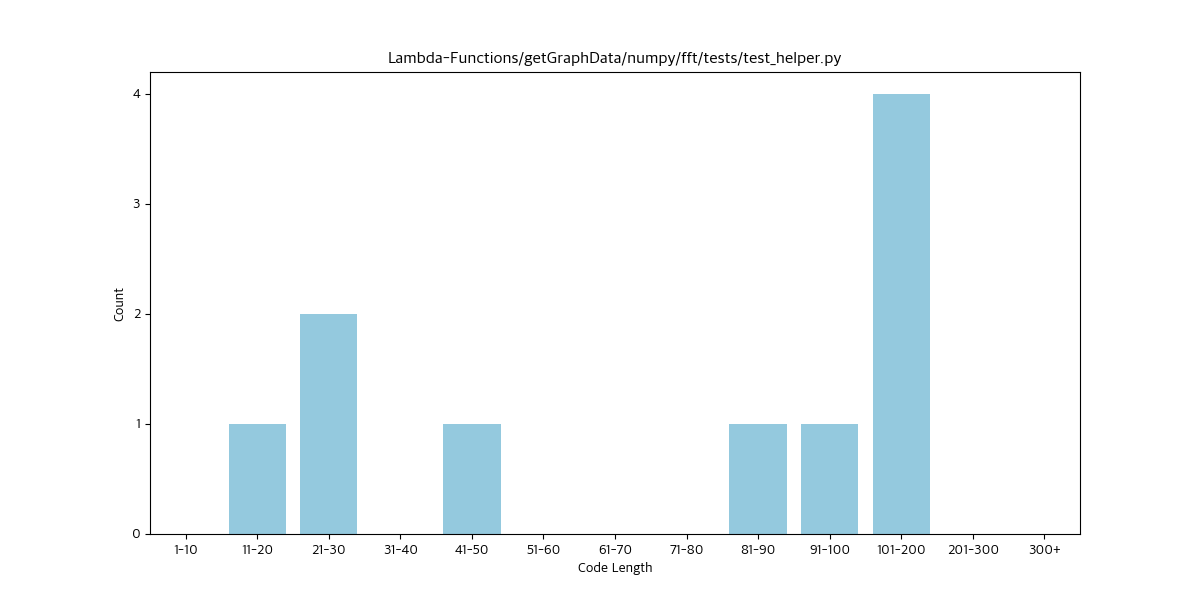 Lambda-Functions/getGraphData/numpy/fft/tests/test_helper.py
4
3
2
1
0
Count
1-10 11-20 21-30 31-40 41-50 51-60 61-70 71-80 81-90 91-100 101-200 201-300 300+
Code Length